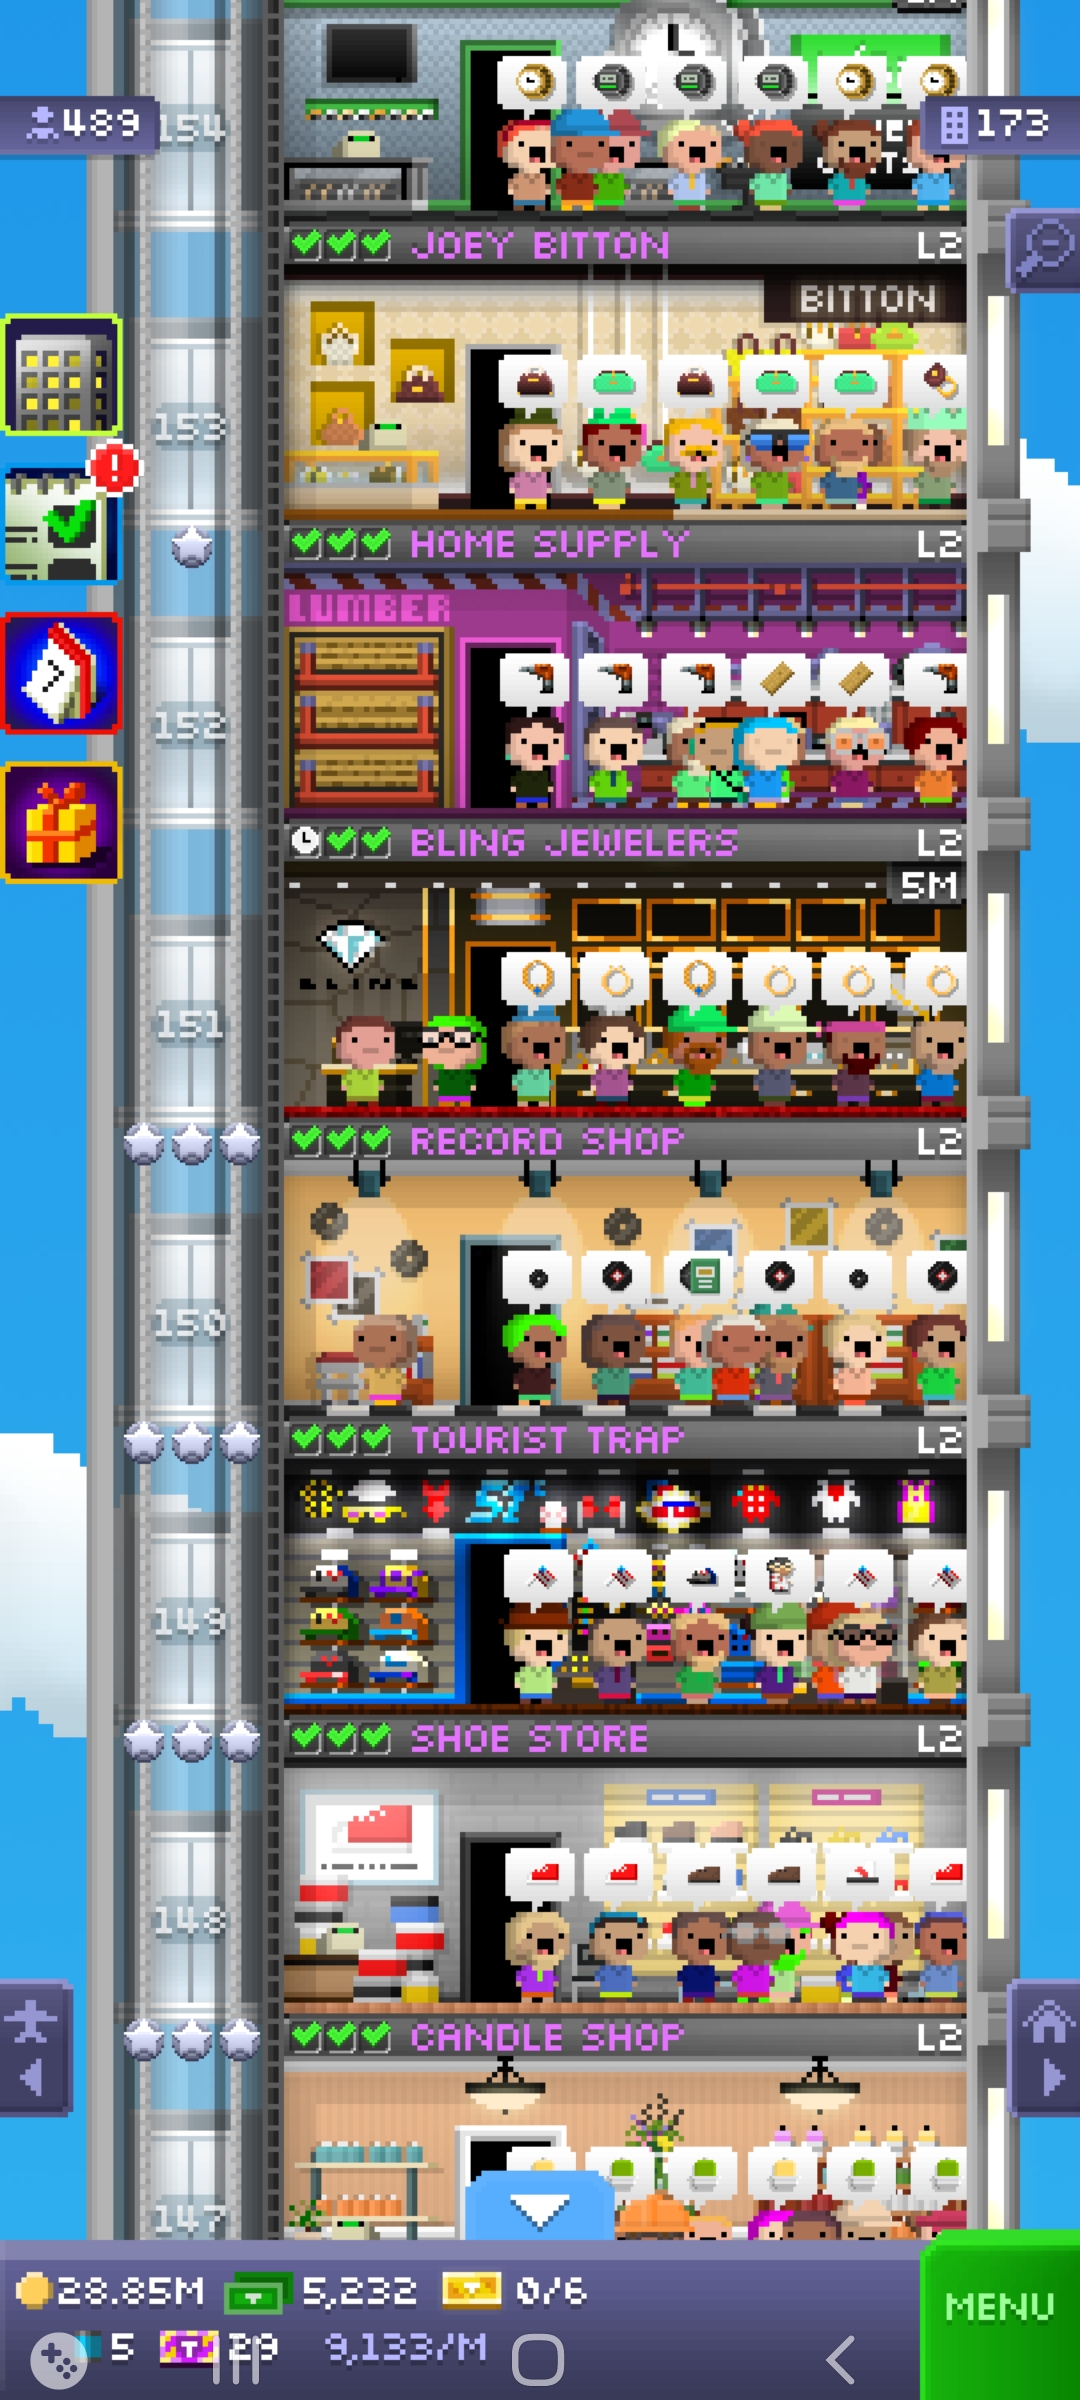 154
489
173
JOEY BITTON
L2
BITTON
153
HOME SUPPLY
L2
LUMBER
152
BLING JEWELERS
L2
5M
BLING
151
RECORD SHOP
L2
150
TOURIST TRAP
L2
149
SHOE STORE
L2
148
CANDLE SHOP
L2
147
28.85M
5,232
0/6
MENU
5
T
29
9,133/M